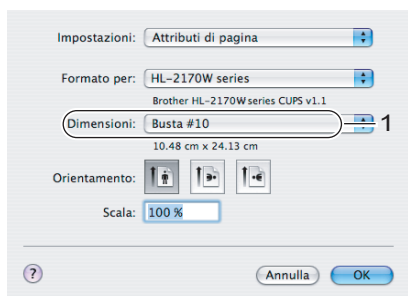 Impostazioni: Attributi di pagina
Formato per: HL-2170W series
Brother HL-2170W series CUPS v1.1
Dimensioni: Busta #10 1
10.48 cm x 24.13 cm
Orientamento:
Scala: 100 %
? Annulla OK